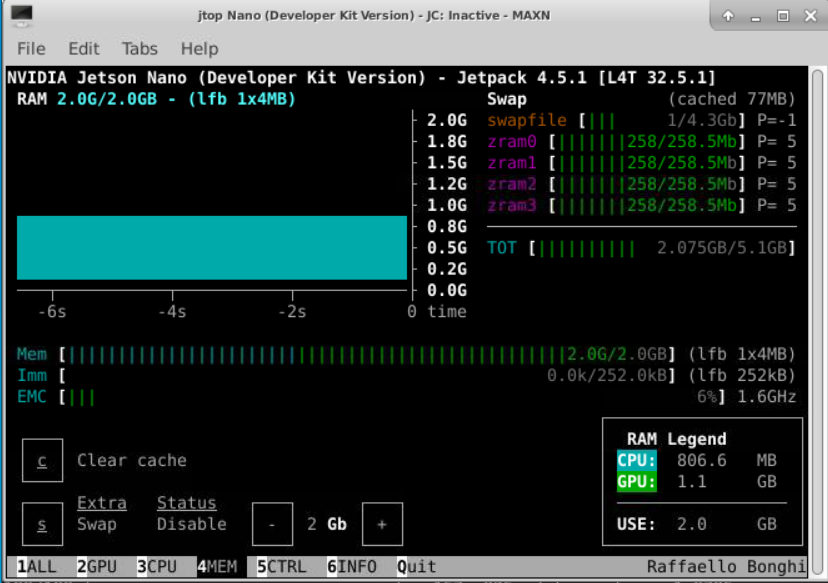 jtop Nano (Developer Kit Version) - JC: Inactive - MAXN
File Edit Tabs Help
NVIDIA Jetson Nano (Developer Kit Version) - Jetpack 4.5.1 [L4T 32.5.1]
RAM 2.0G/2.0GB - (lfb 1x4MB)
2.0G
1.8G
1.5G
1.2G
1.0G
0.8G
0.5G
0.2G
0.0G
-6s -4s -2s 0 time
Swap (cached 77MB)
swapfile [||| 1/4.3Gb] P=-1
zram0 [|||||||258/258.5Mb] P= 5
zram1 [|||||||258/258.5Mb] P= 5
zram2 [|||||||258/258.5Mb] P= 5
zram3 [|||||||258/258.5Mb] P= 5
TOT [|||||||||| 2.075GB/5.1GB]
Mem [||||||||||||||||||||||||||||||||||||||||||||||||||2.0G/2.0GB] (lfb 1x4MB)
Imm [ 0.0k/252.0kB] (lfb 252kB)
EMC [||| 6%] 1.6GHz
c Clear cache
Extra Status
s Swap Disable - 2 Gb +
RAM Legend
CPU: 806.6 MB
GPU: 1.1 GB
USE: 2.0 GB
1ALL 2GPU 3CPU 4MEM 5CTRL 6INFO Quit Raffaello Bonghi